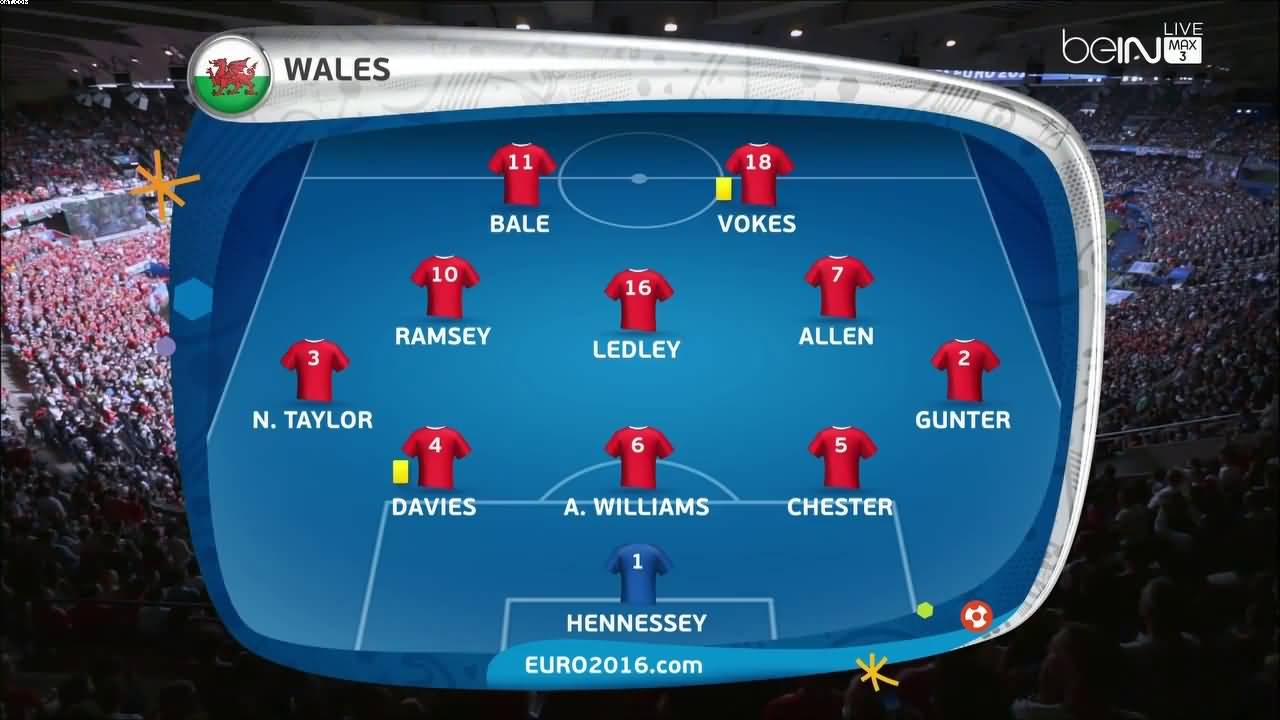 WALES
beIN
LIVE
MAX
3
11
18
BALE
VOKES
10
16
7
RAMSEY
LEDLEY
ALLEN
3
2
N. TAYLOR
GUNTER
4
6
5
DAVIES
A. WILLIAMS
CHESTER
1
HENNESSEY
EURO2016.com